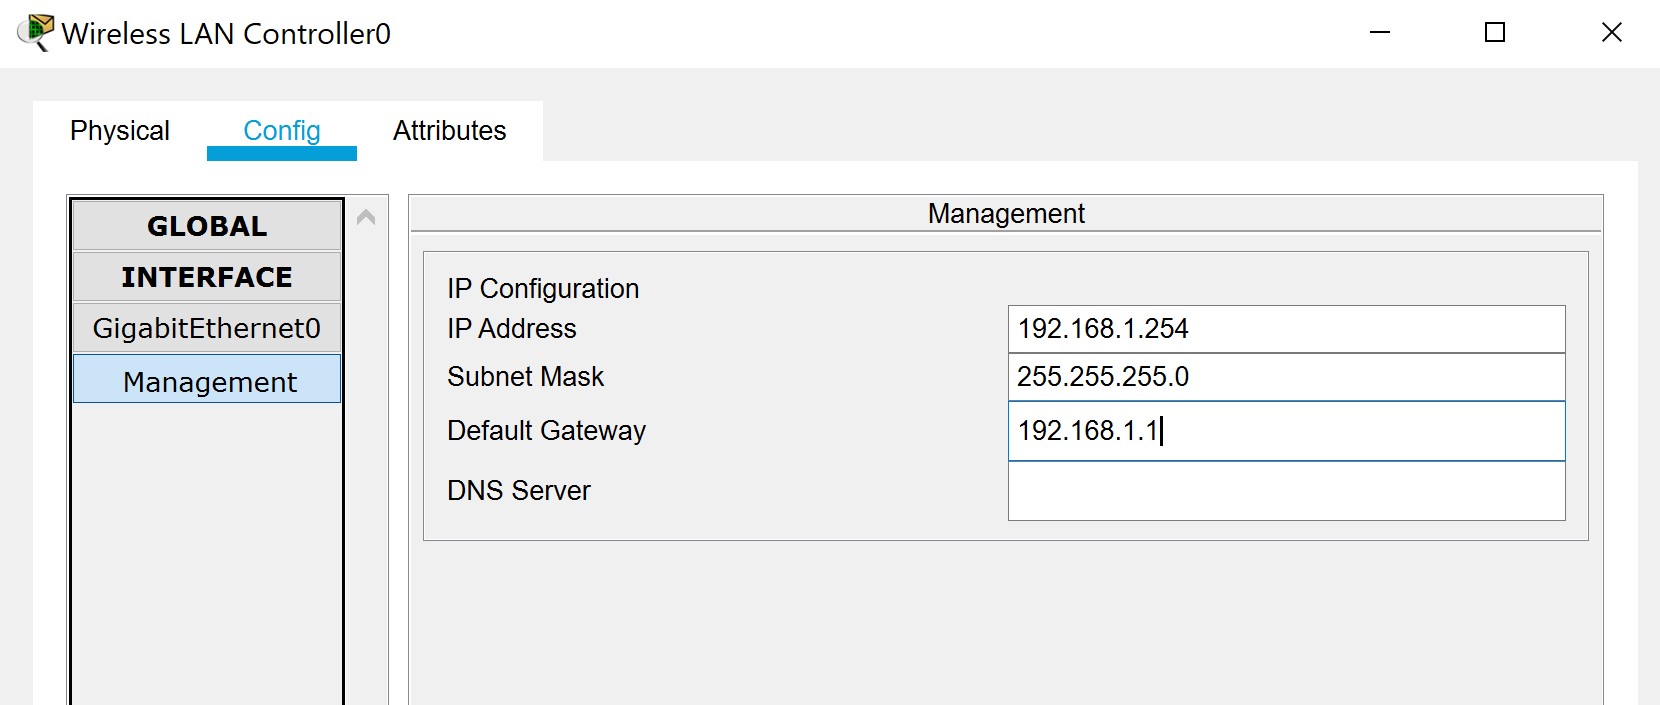 Wireless LAN Controller0
Physical Config Attributes
GLOBAL
INTERFACE
GigabitEthernet0
Management
Management
IP Configuration
IP Address 192.168.1.254
Subnet Mask 255.255.255.0
Default Gateway 192.168.1.1
DNS Server